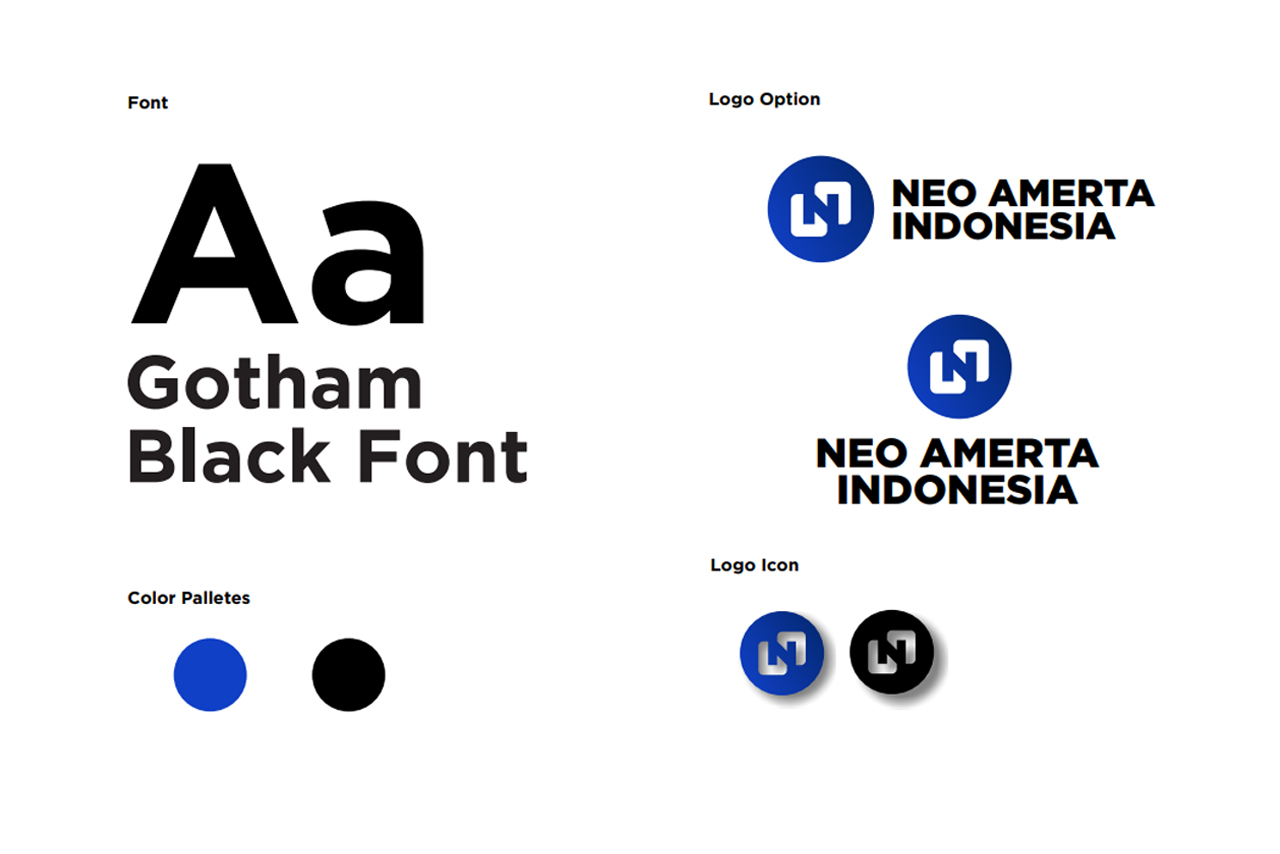 Font
Aa
Gotham
Black Font
Color Palletes
Logo Option
NEO AMERTA
INDONESIA
NEO AMERTA
INDONESIA
Logo Icon